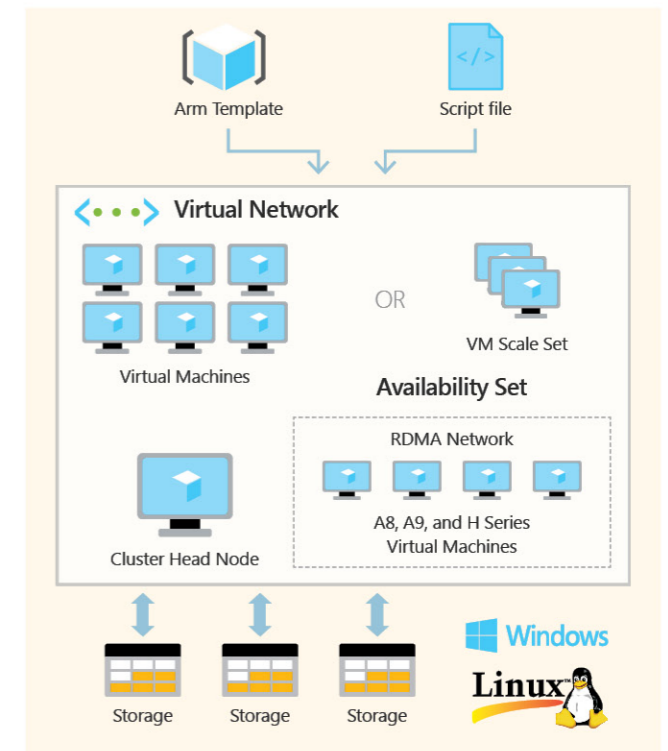 Arm Template
Script file
</>
Virtual Network
Virtual Machines
OR
VM Scale Set
Availability Set
RDMA Network
A8, A9, and H Series
Virtual Machines
Cluster Head Node
Storage
Storage
Storage
Windows
Linux™